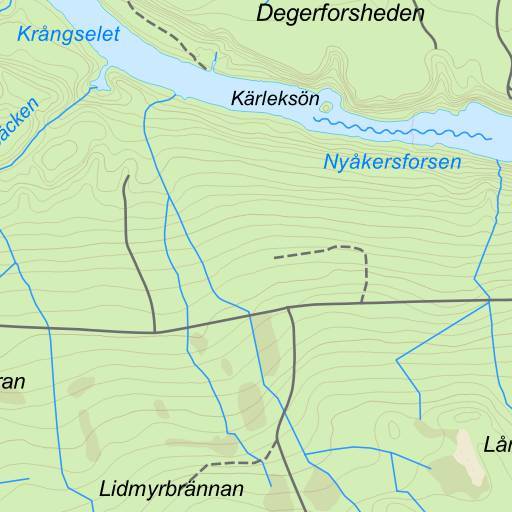 Degerforsheden
Krångselet
Kärleksön
Nyåkersforsen
Lidmyrbrännan